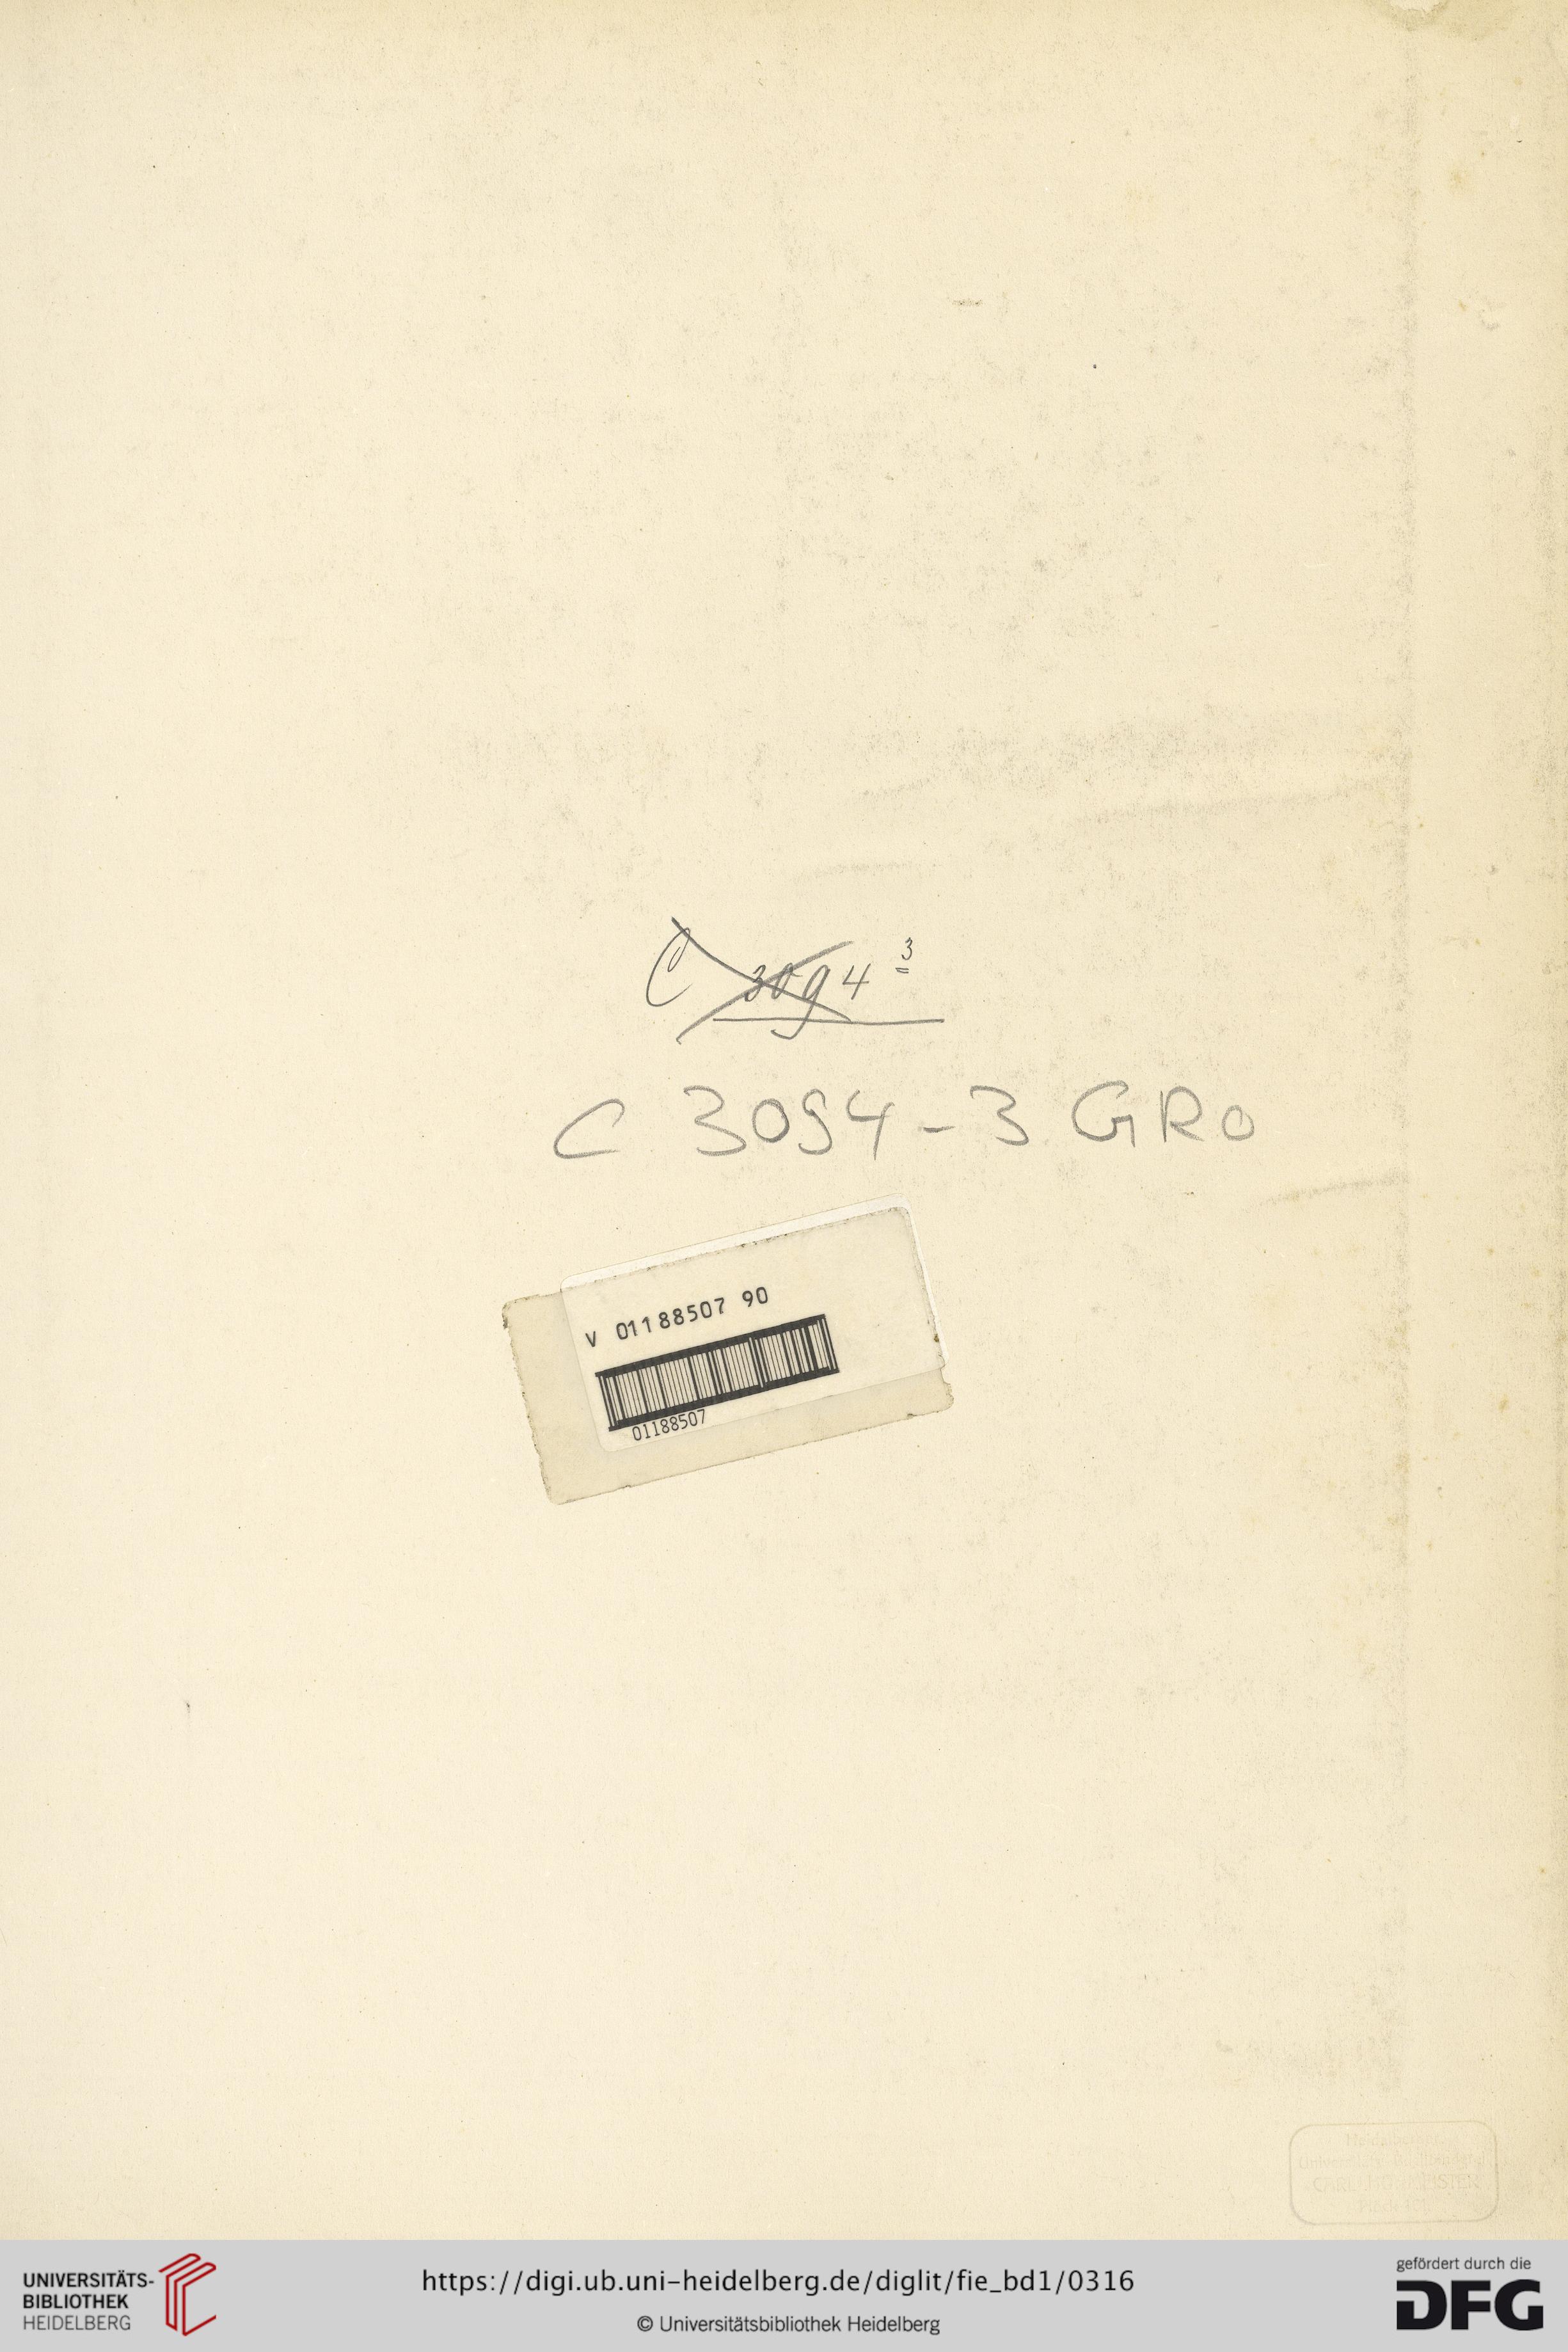 C 3094 3
C 3094-3 GRO
V 01188507 90
01188507
UNIVERSITÄTS-
BIBLIOTHEK
HEIDELBERG
https://digi.ub.uni-heidelberg.de/diglit/fie_bd1/0316
© Universitätsbibliothek Heidelberg
gefördert durch die
DFG